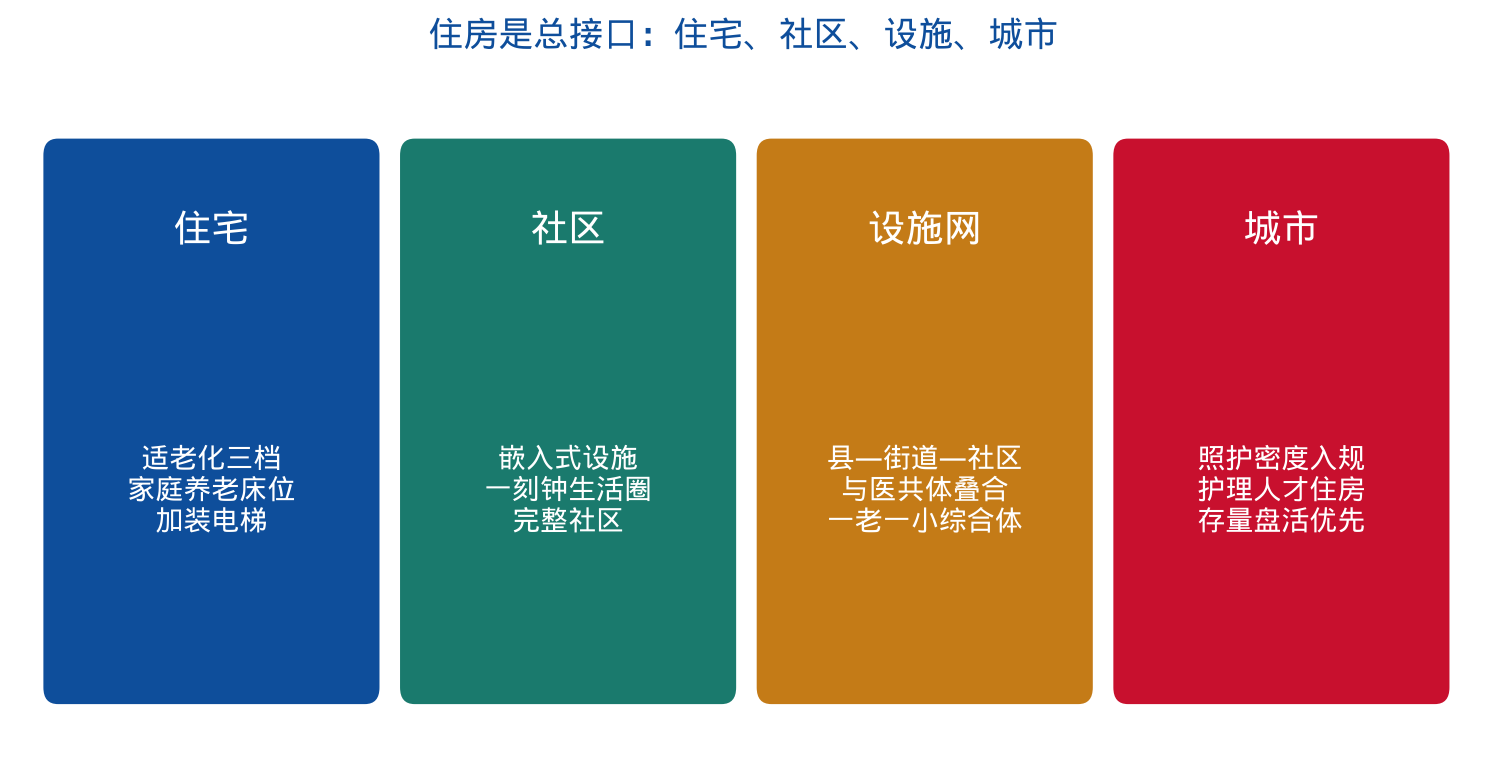 住房是总接口：住宅、社区、设施、城市
住宅
适老化三档
家庭养老床位
加装电梯
社区
嵌入式设施
一刻钟生活圈
完整社区
设施网
县—街道—社区
与医共体叠合
一老一小综合体
城市
照护密度入规
护理人才住房
存量盘活优先